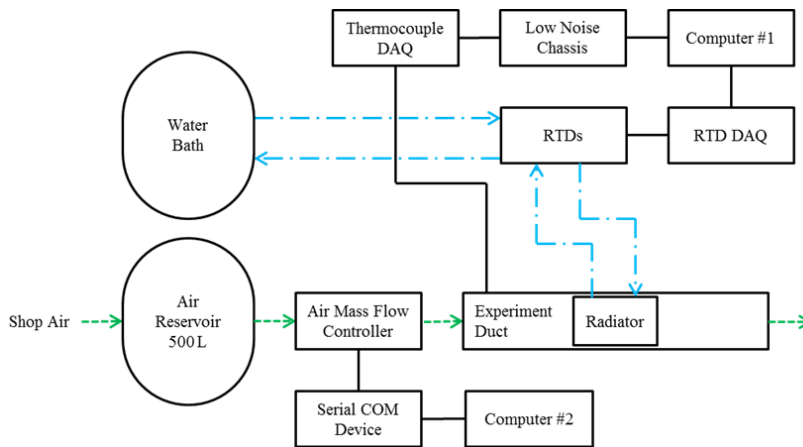 Thermocouple
DAQ
Low Noise
Chassis
Computer #1
Water
Bath
RTDs
RTD DAQ
Shop Air
Air
Reservoir
500 L
Air Mass Flow
Controller
Experiment
Duct
Radiator
Serial COM
Device
Computer #2